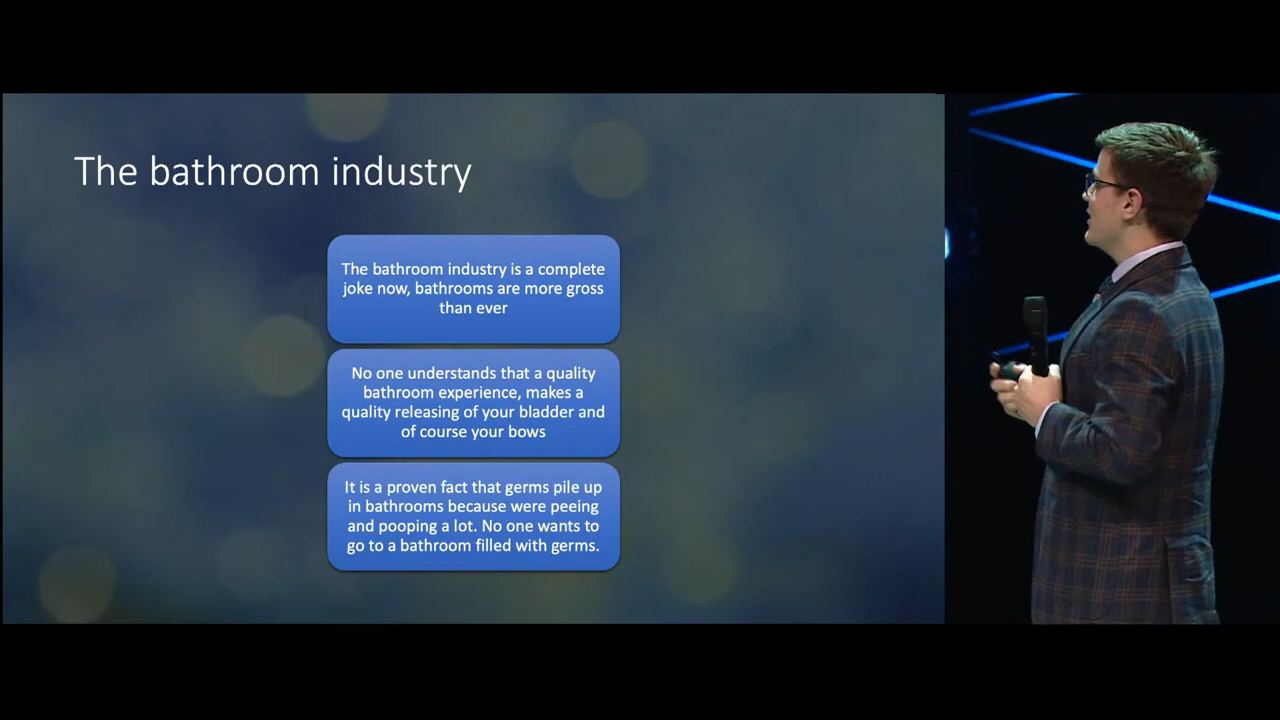 The bathroom industry
The bathroom industry is a complete
joke now, bathrooms are more gross
than ever
No one understands that a quality
bathroom experience, makes a
quality releasing of your bladder and
of course your bows
It is a proven fact that germs pile up
in bathrooms because were peeing
and pooping a lot. No one wants to
go to a bathroom filled with germs.